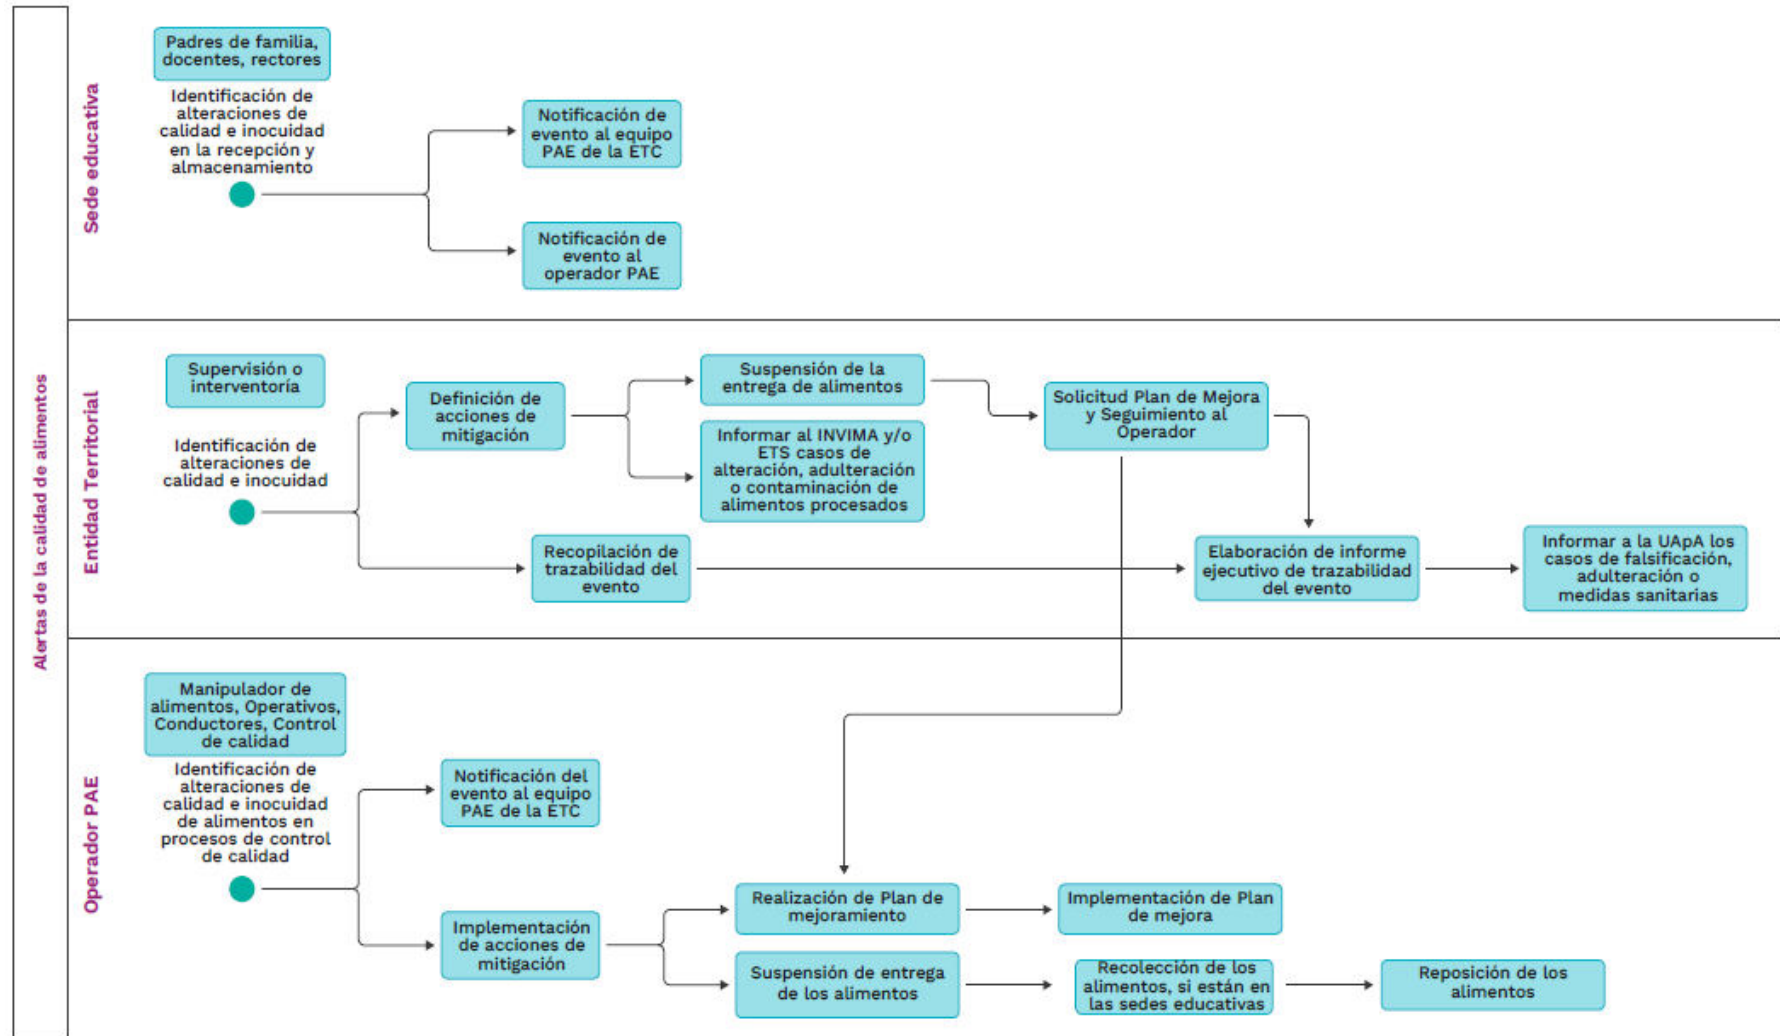 Alertas de la calidad de alimentos
Sede educativa
Padres de familia,
docentes, rectores
Identificación de
alteraciones de
calidad e inocuidad
en la recepción y
almacenamiento
Notificación de
evento al equipo
PAE de la ETC
Notificación de
evento al
operador PAE
Entidad Territorial
Supervisión o
interventoría
Identificación de
alteraciones de
calidad e inocuidad
Definición de
acciones de
mitigación
Suspensión de la
entrega de alimentos
Informar al INVIMA y/o
ETS casos de
alteración, adulteración
o contaminación de
alimentos procesados
Solicitud Plan de Mejora
y Seguimiento al
Operador
Recopilación de
trazabilidad del
evento
Elaboración de informe
ejecutivo de trazabilidad
del evento
Informar a la UApA los
casos de falsificación,
adulteración o
medidas sanitarias
Operador PAE
Manipulador de
alimentos, Operativos,
Conductores, Control
de calidad
Identificación de
alteraciones de
calidad e inocuidad
de alimentos en
procesos de control
de calidad
Notificación del
evento al equipo
PAE de la ETC
Implementación
de acciones de
mitigación
Realización de Plan de
mejoramiento
Implementación de Plan
de mejora
Suspensión de entrega
de los alimentos
Recolección de los
alimentos, si están en
las sedes educativas
Reposición de los
alimentos